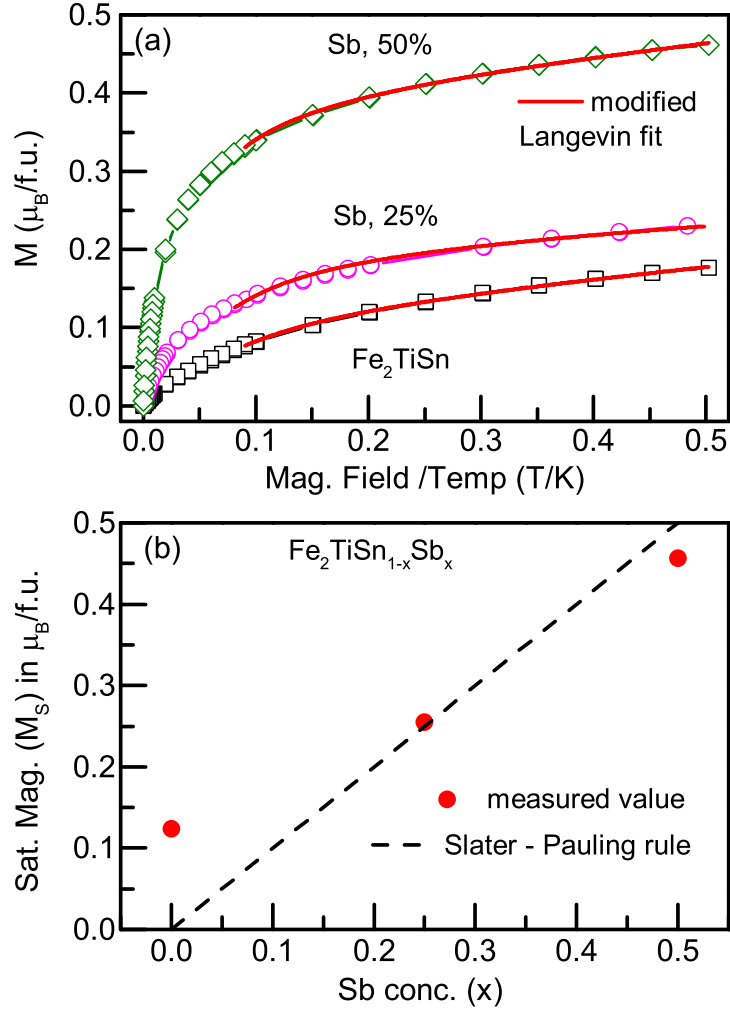 (a)
Sb, 50%
modified
Langevin fit
Sb, 25%
Fe₂TiSn
M (μB/f.u.)
0.5
0.4
0.3
0.2
0.1
0.0
0.0 0.1 0.2 0.3 0.4 0.5
Mag. Field /Temp (T/K)
(b)
Fe₂TiSn₁₋ₓSbₓ
measured value
Slater - Pauling rule
Sat. Mag. (MS) in μB/f.u.
0.5
0.4
0.3
0.2
0.1
0.0
0.0 0.1 0.2 0.3 0.4 0.5
Sb conc. (x)